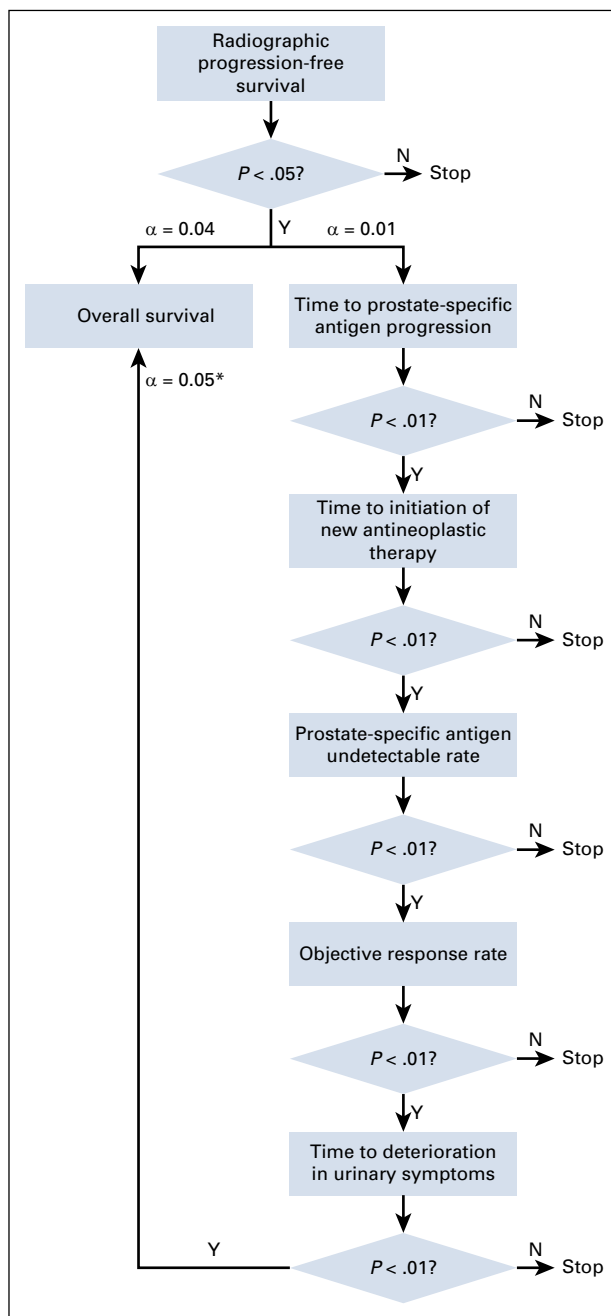 Radiographic
progression-free
survival
P < .05?
N
Stop
α = 0.04
Y
α = 0.01
Overall survival
Time to prostate-specific
antigen progression
α = 0.05*
P < .01?
N
Stop
Y
Time to initiation of
new antineoplastic
therapy
P < .01?
N
Stop
Y
Prostate-specific antigen
undetectable rate
P < .01?
N
Stop
Y
Objective response rate
P < .01?
N
Stop
Y
Time to deterioration
in urinary symptoms
Y
P < .01?
N
Stop